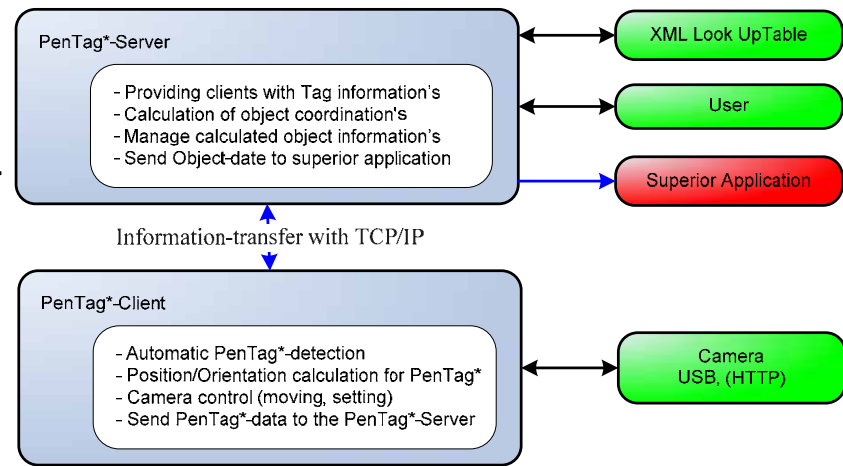 PenTag*-Server
- Providing clients with Tag information's
- Calculation of object coordination's
- Manage calculated object information's
- Send Object-date to superior application
XML Look UpTable
User
Superior Application
Information-transfer with TCP/IP
PenTag*-Client
- Automatic PenTag*-detection
- Position/Orientation calculation for PenTag*
- Camera control (moving, setting)
- Send PenTag*-data to the PenTag*-Server
Camera
USB, (HTTP)